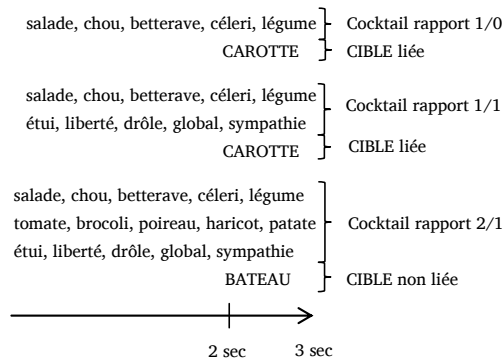 salade, chou, betterave, céleri, légume Cocktail rapport 1/0
CAROTTE CIBLE liée
salade, chou, betterave, céleri, légume
Cocktail rapport 1/1
étui, liberté, drôle, global, sympathie
CAROTTE CIBLE liée
salade, chou, betterave, céleri, légume
tomate, brocoli, poireau, haricot, patate Cocktail rapport 2/1
étui, liberté, drôle, global, sympathie
BATEAU CIBLE non liée
2 sec 3 sec